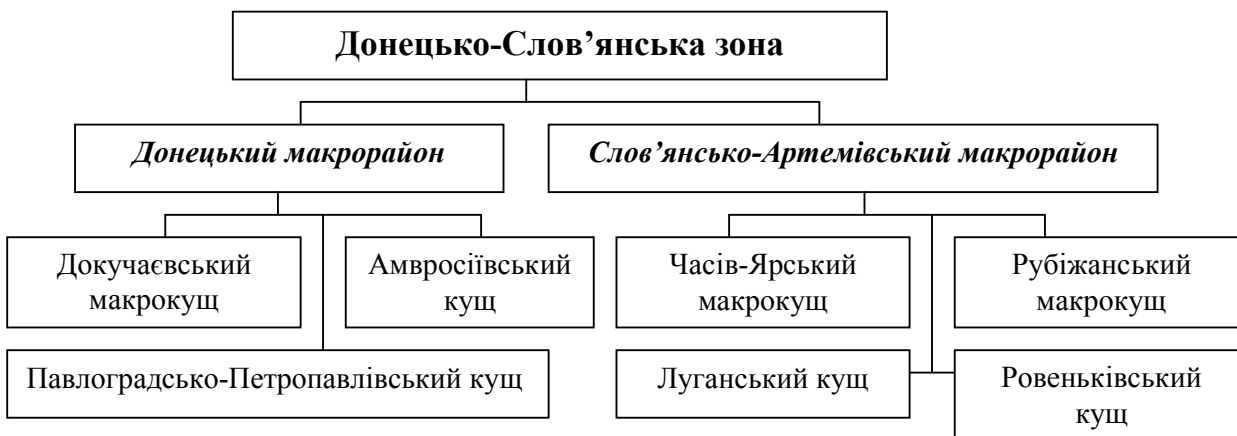 Донецько-Слов’янська зона
Донецький макрорайон
Слов’янсько-Артемівський макрорайон
Докучаєвський
макрокущ
Амвросіївський
кущ
Часів-Ярський
макрокущ
Рубіжанський
макрокущ
Павлоградсько-Петропавлівський кущ
Луганський кущ
Ровеньківський
кущ